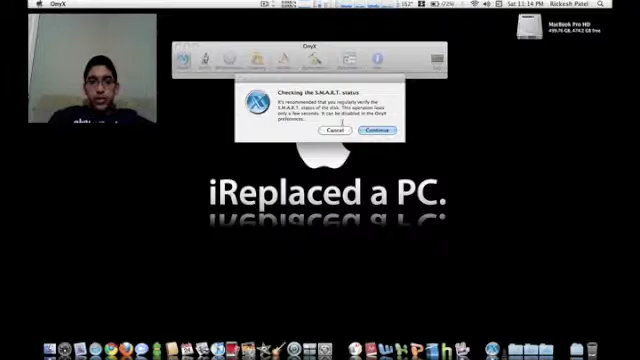 OnyX
Sat 11:14 PM Rickesh Patel
OnyX
MacBook Pro HD
Checking the S.M.A.R.T. status
It's recommended that you regularly verify the
S.M.A.R.T. status of the disk. This operation lasts
only a few seconds. It can be disabled in the OnyX
preferences.
Cancel
Continue
iReplaced a PC.